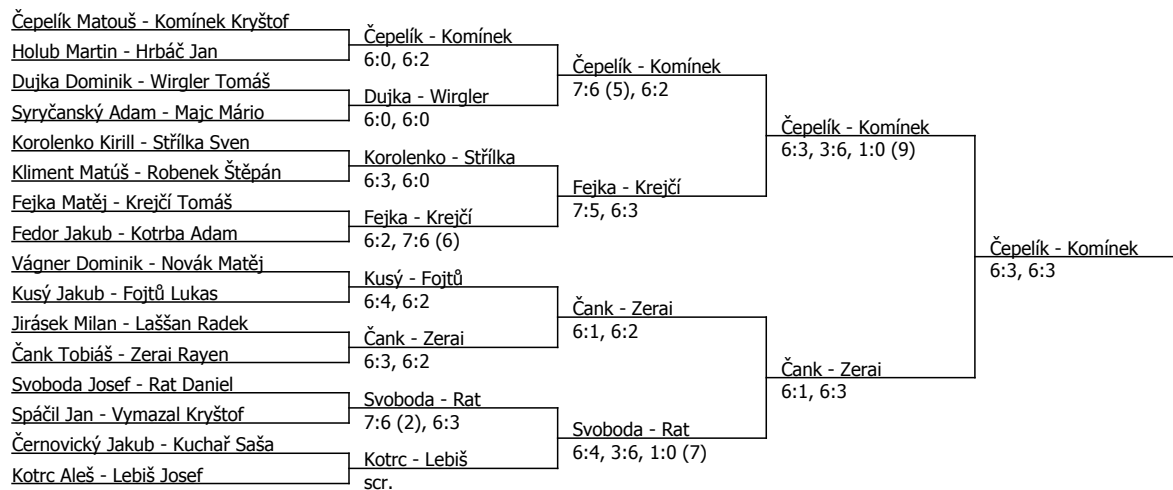 Čepelík Matouš - Komínek Kryštof
Holub Martin - Hrbáč Jan
Dujka Dominik - Wirgler Tomáš
Syryčanský Adam - Majc Mário
Korolenko Kirill - Střílka Sven
Kliment Matúš - Robenek Štěpán
Fejka Matěj - Krejčí Tomáš
Fedor Jakub - Kotrba Adam
Vágner Dominik - Novák Matěj
Kusý Jakub - Fojtů Lukas
Jirásek Milan - Laššan Radek
Čank Tobiáš - Zerai Rayen
Svoboda Josef - Rat Daniel
Spáčil Jan - Vymazal Kryštof
Černovický Jakub - Kuchař Saša
Kotrc Aleš - Lebiš Josef
Čepelík - Komínek
6:0, 6:2
Dujka - Wirgler
6:0, 6:0
Korolenko - Střílka
6:3, 6:0
Fejka - Krejčí
6:2, 7:6 (6)
Kusý - Fojtů
6:4, 6:2
Čank - Zerai
6:3, 6:2
Svoboda - Rat
7:6 (2), 6:3
Kotrc - Lebiš
scr.
Čepelík - Komínek
7:6 (5), 6:2
Fejka - Krejčí
7:5, 6:3
Čank - Zerai
6:1, 6:2
Svoboda - Rat
6:4, 3:6, 1:0 (7)
Čepelík - Komínek
6:3, 3:6, 1:0 (9)
Čank - Zerai
6:1, 6:3
Čepelík - Komínek
6:3, 6:3